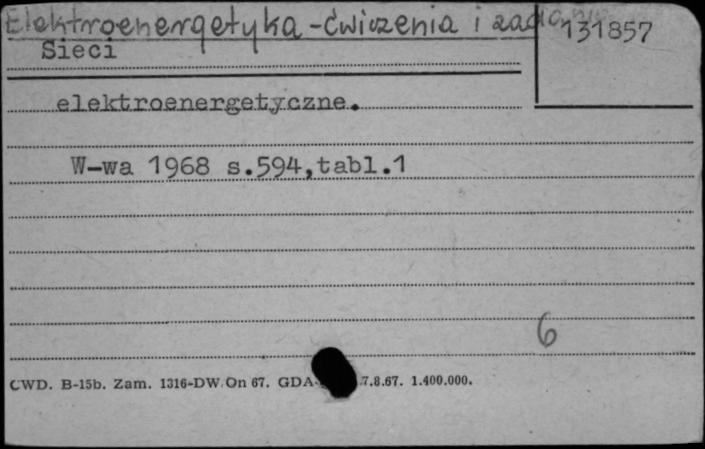 Elektroenergetyka - ćwiczenia i zadania
131857
Sieci
elektroenergetyczne.
W-wa 1968 s.594,tabl.1
6
CWD. B-15b. Zam. 1316-DW. On 67. GDA 7.8.67. 1.400.000.